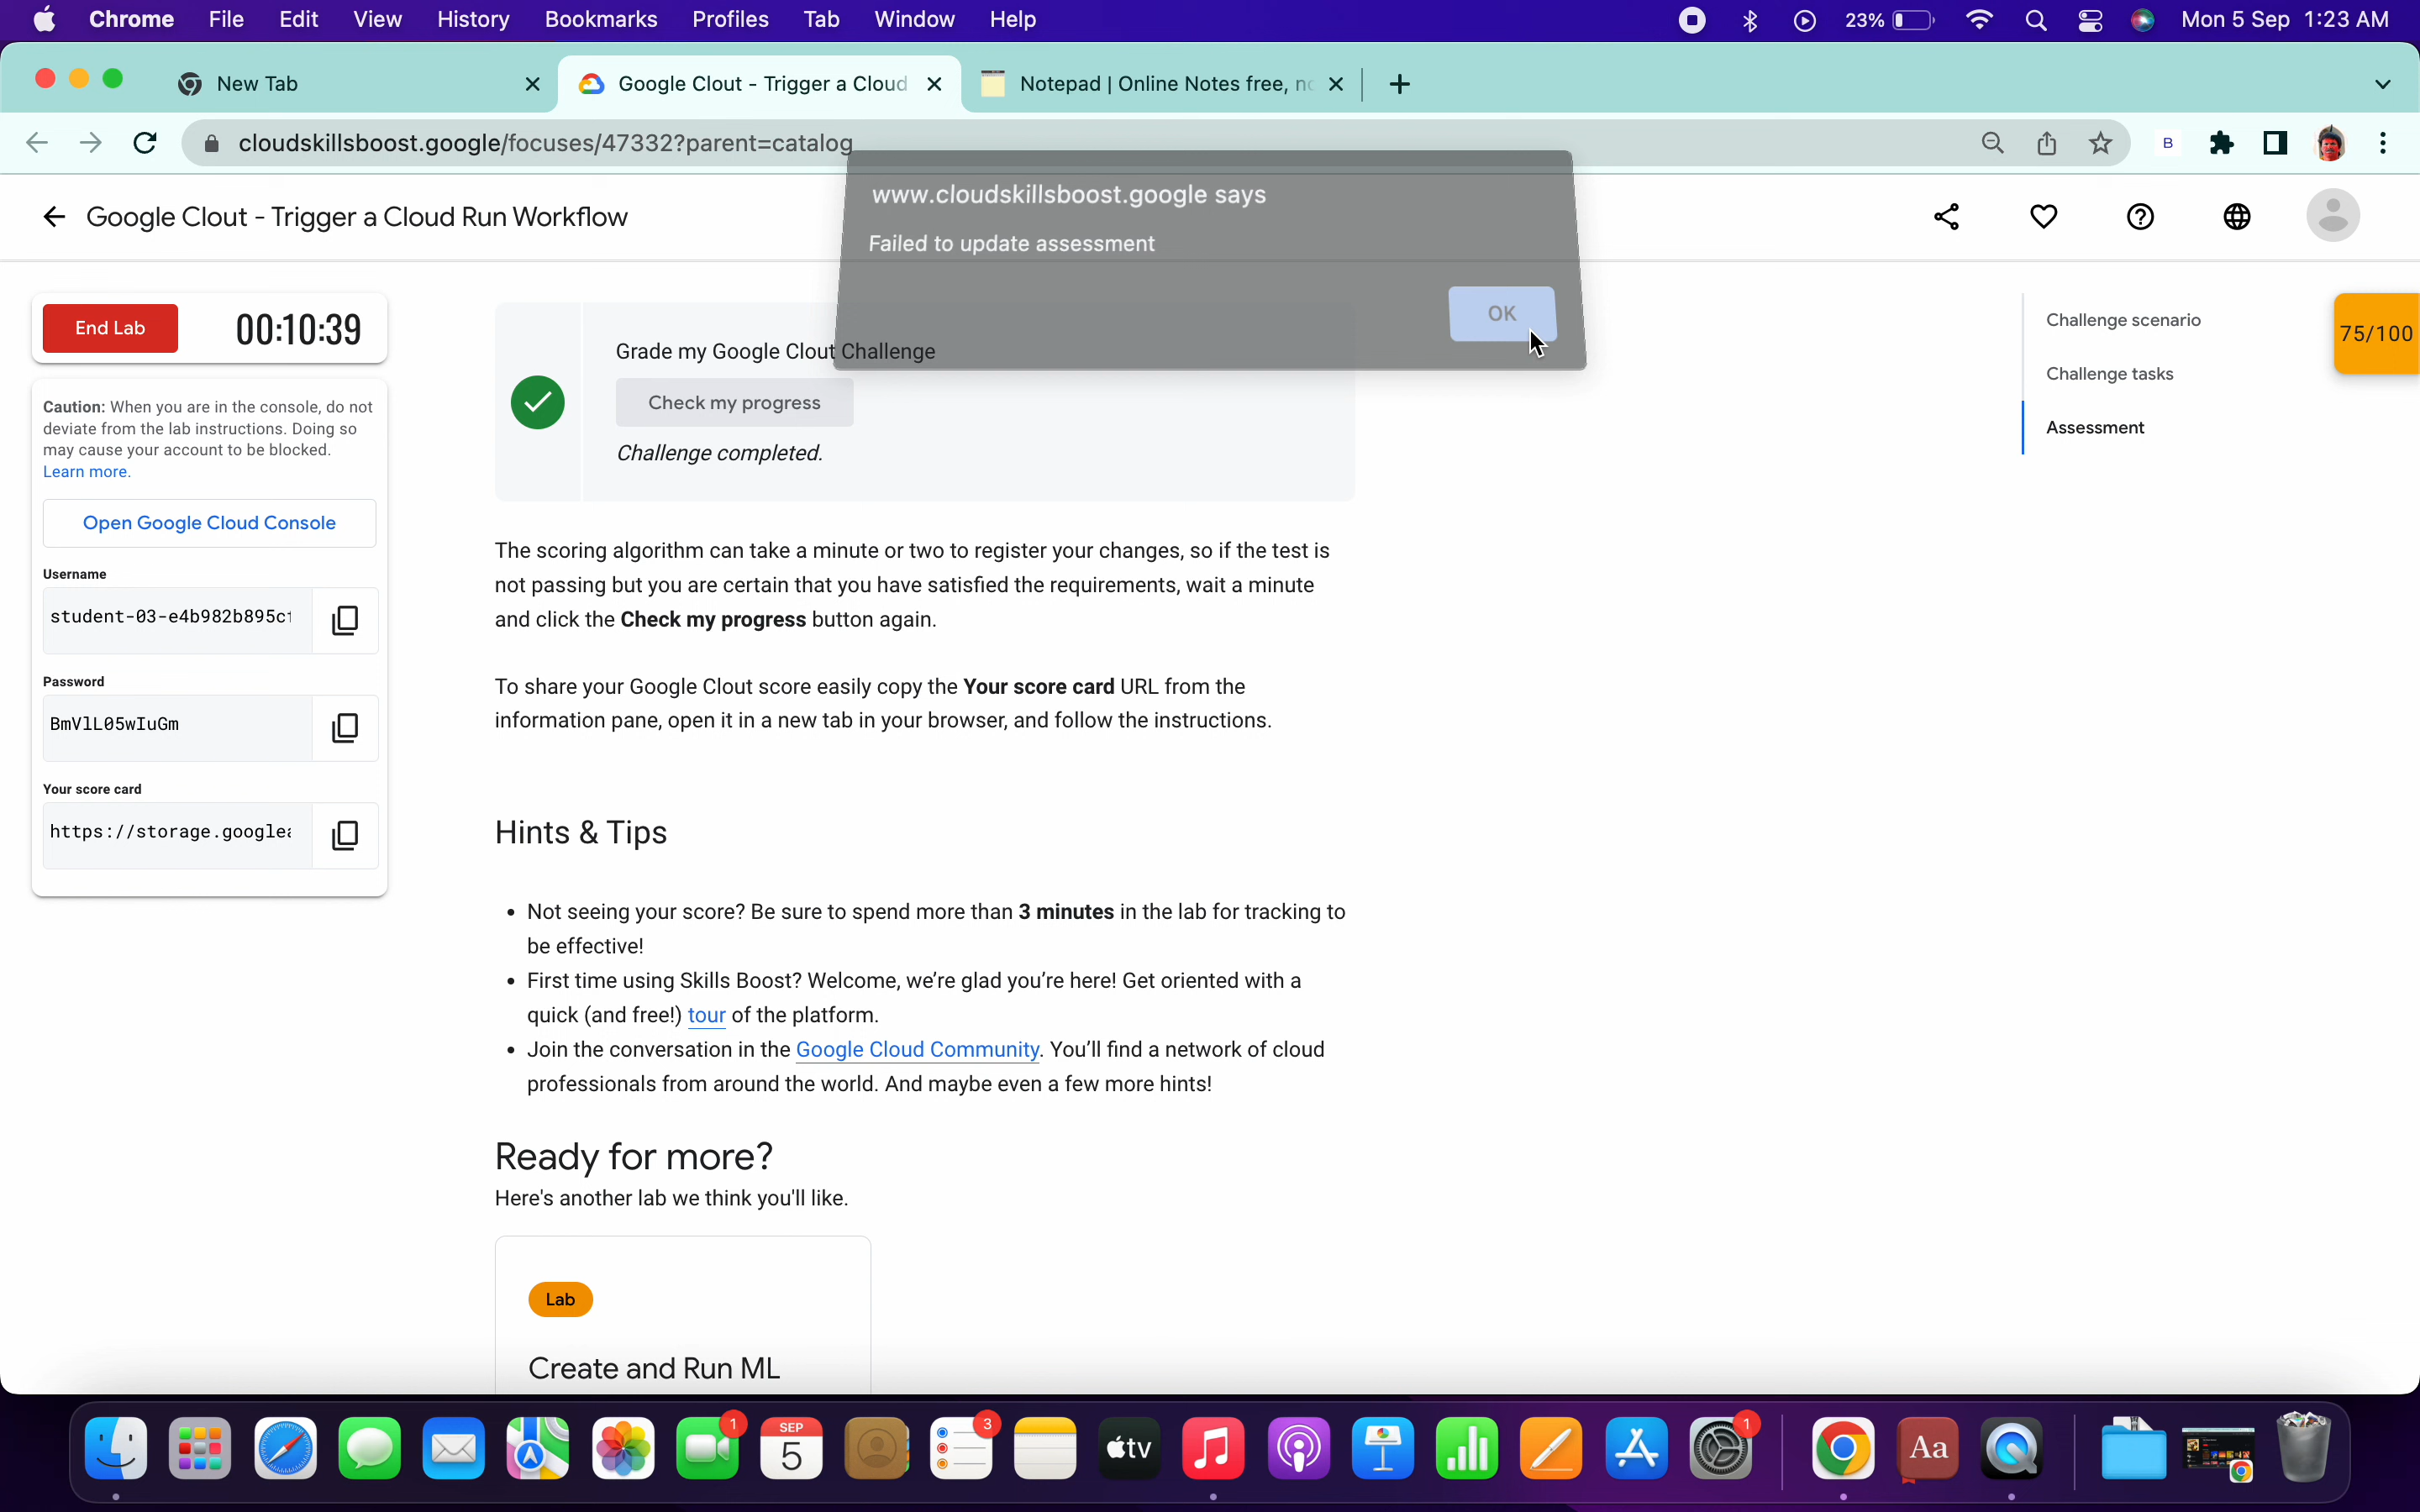 Chrome File Edit View History Bookmarks Profiles Tab Window Help 23% Mon 5 Sep 1:23 AM
New Tab
Google Clout - Trigger a Cloud
Notepad | Online Notes free, no
cloudskillsboost.google/focuses/47332?parent=catalog
B
www.cloudskillsboost.google says
Failed to update assessment
OK
Google Clout - Trigger a Cloud Run Workflow
End Lab
00:10:39
Caution: When you are in the console, do not
deviate from the lab instructions. Doing so
may cause your account to be blocked.
Learn more.
Open Google Cloud Console
Username
student-03-e4b982b895c
Password
BmVlL05wIuGm
Your score card
https://storage.google
Grade my Google Clout Challenge
Check my progress
Challenge completed.
The scoring algorithm can take a minute or two to register your changes, so if the test is
not passing but you are certain that you have satisfied the requirements, wait a minute
and click the Check my progress button again.
To share your Google Clout score easily copy the Your score card URL from the
information pane, open it in a new tab in your browser, and follow the instructions.
Hints & Tips
• Not seeing your score? Be sure to spend more than 3 minutes in the lab for tracking to
be effective!
• First time using Skills Boost? Welcome, we're glad you're here! Get oriented with a
quick (and free!) tour of the platform.
• Join the conversation in the Google Cloud Community. You'll find a network of cloud
professionals from around the world. And maybe even a few more hints!
Ready for more?
Here's another lab we think you'll like.
Lab
Create and Run ML
Challenge scenario
Challenge tasks
Assessment
75/100
1
SEP
5
3
tv
1
Aa